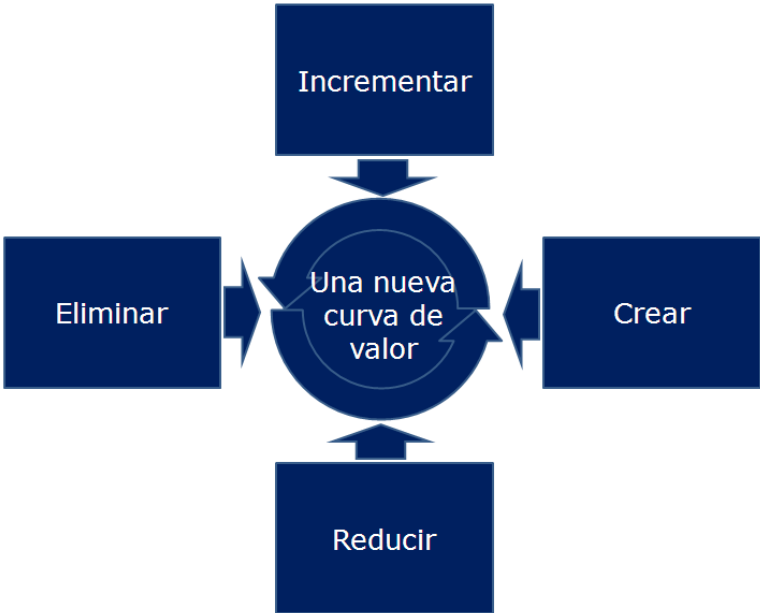 Incrementar
Eliminar
Una nueva
curva de
valor
Crear
Reducir